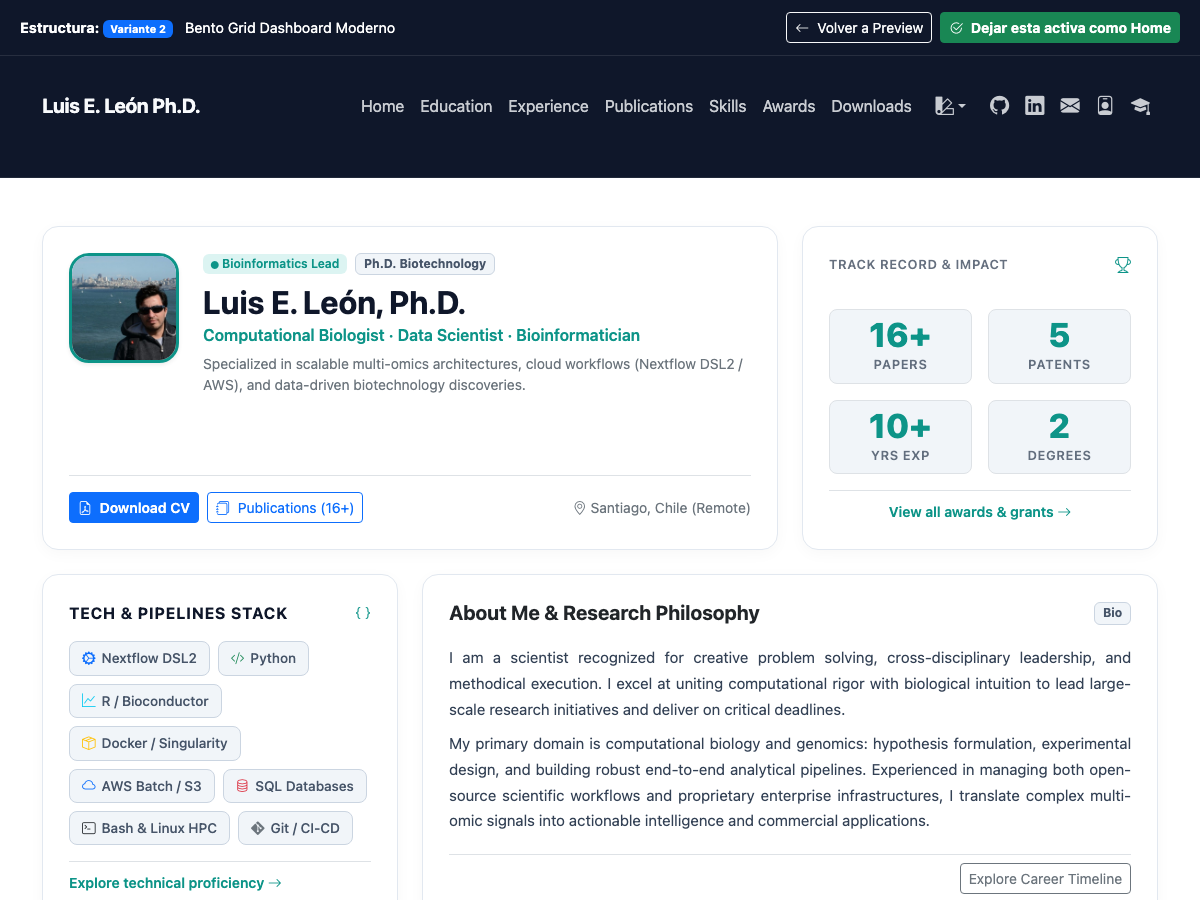 Estructura: Variante 2 Bento Grid Dashboard Moderno
← Volver a Preview
Dejar esta activa como Home
Luis E. León Ph.D.
Home Education Experience Publications Skills Awards Downloads
Bioinformatics Lead
Ph.D. Biotechnology
Luis E. León, Ph.D.
Computational Biologist · Data Scientist · Bioinformatician
Specialized in scalable multi-omics architectures, cloud workflows (Nextflow DSL2 /
AWS), and data-driven biotechnology discoveries.
Download CV
Publications (16+)
Santiago, Chile (Remote)
TRACK RECORD & IMPACT
16+
PAPERS
5
PATENTS
10+
YRS EXP
2
DEGREES
View all awards & grants →
TECH & PIPELINES STACK
Nextflow DSL2
Python
R / Bioconductor
Docker / Singularity
AWS Batch / S3
SQL Databases
Bash & Linux HPC
Git / CI-CD
Explore technical proficiency →
About Me & Research Philosophy
Bio
I am a scientist recognized for creative problem solving, cross-disciplinary leadership, and
methodical execution. I excel at uniting computational rigor with biological intuition to lead large-
scale research initiatives and deliver on critical deadlines.
My primary domain is computational biology and genomics: hypothesis formulation, experimental
design, and building robust end-to-end analytical pipelines. Experienced in managing both open-
source scientific workflows and proprietary enterprise infrastructures, I translate complex multi-
omic signals into actionable intelligence and commercial applications.
Explore Career Timeline